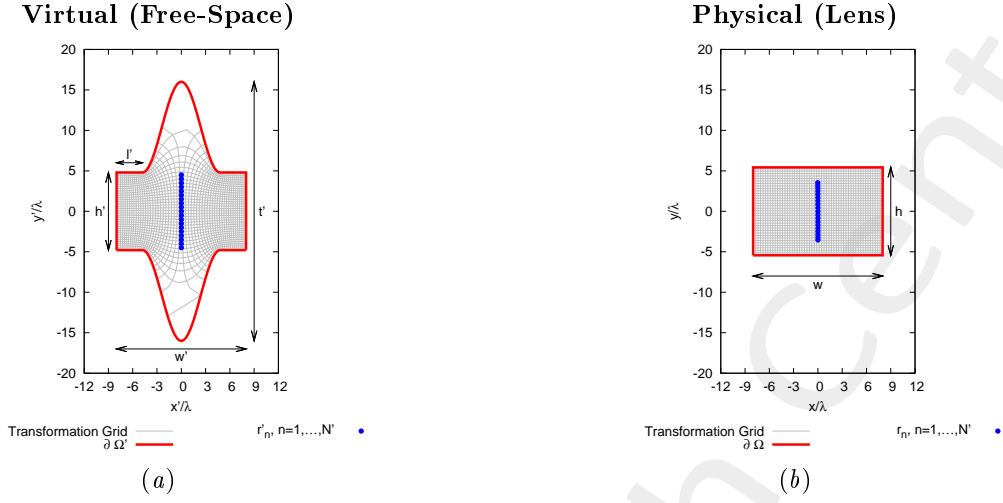 Virtual (Free-Space)
Physical (Lens)
20
15
10
5
0
-5
-10
-15
-20
y'/λ
-12 -9 -6 -3 0 3 6 9 12
x'/λ
l'
h'
t'
w'
Transformation Grid
∂ Ω'
r'n, n=1,...,N'
(a)
20
15
10
5
0
-5
-10
-15
-20
y/λ
-12 -9 -6 -3 0 3 6 9 12
x/λ
h
w
Transformation Grid
∂ Ω
rn, n=1,...,N'
(b)
Cent